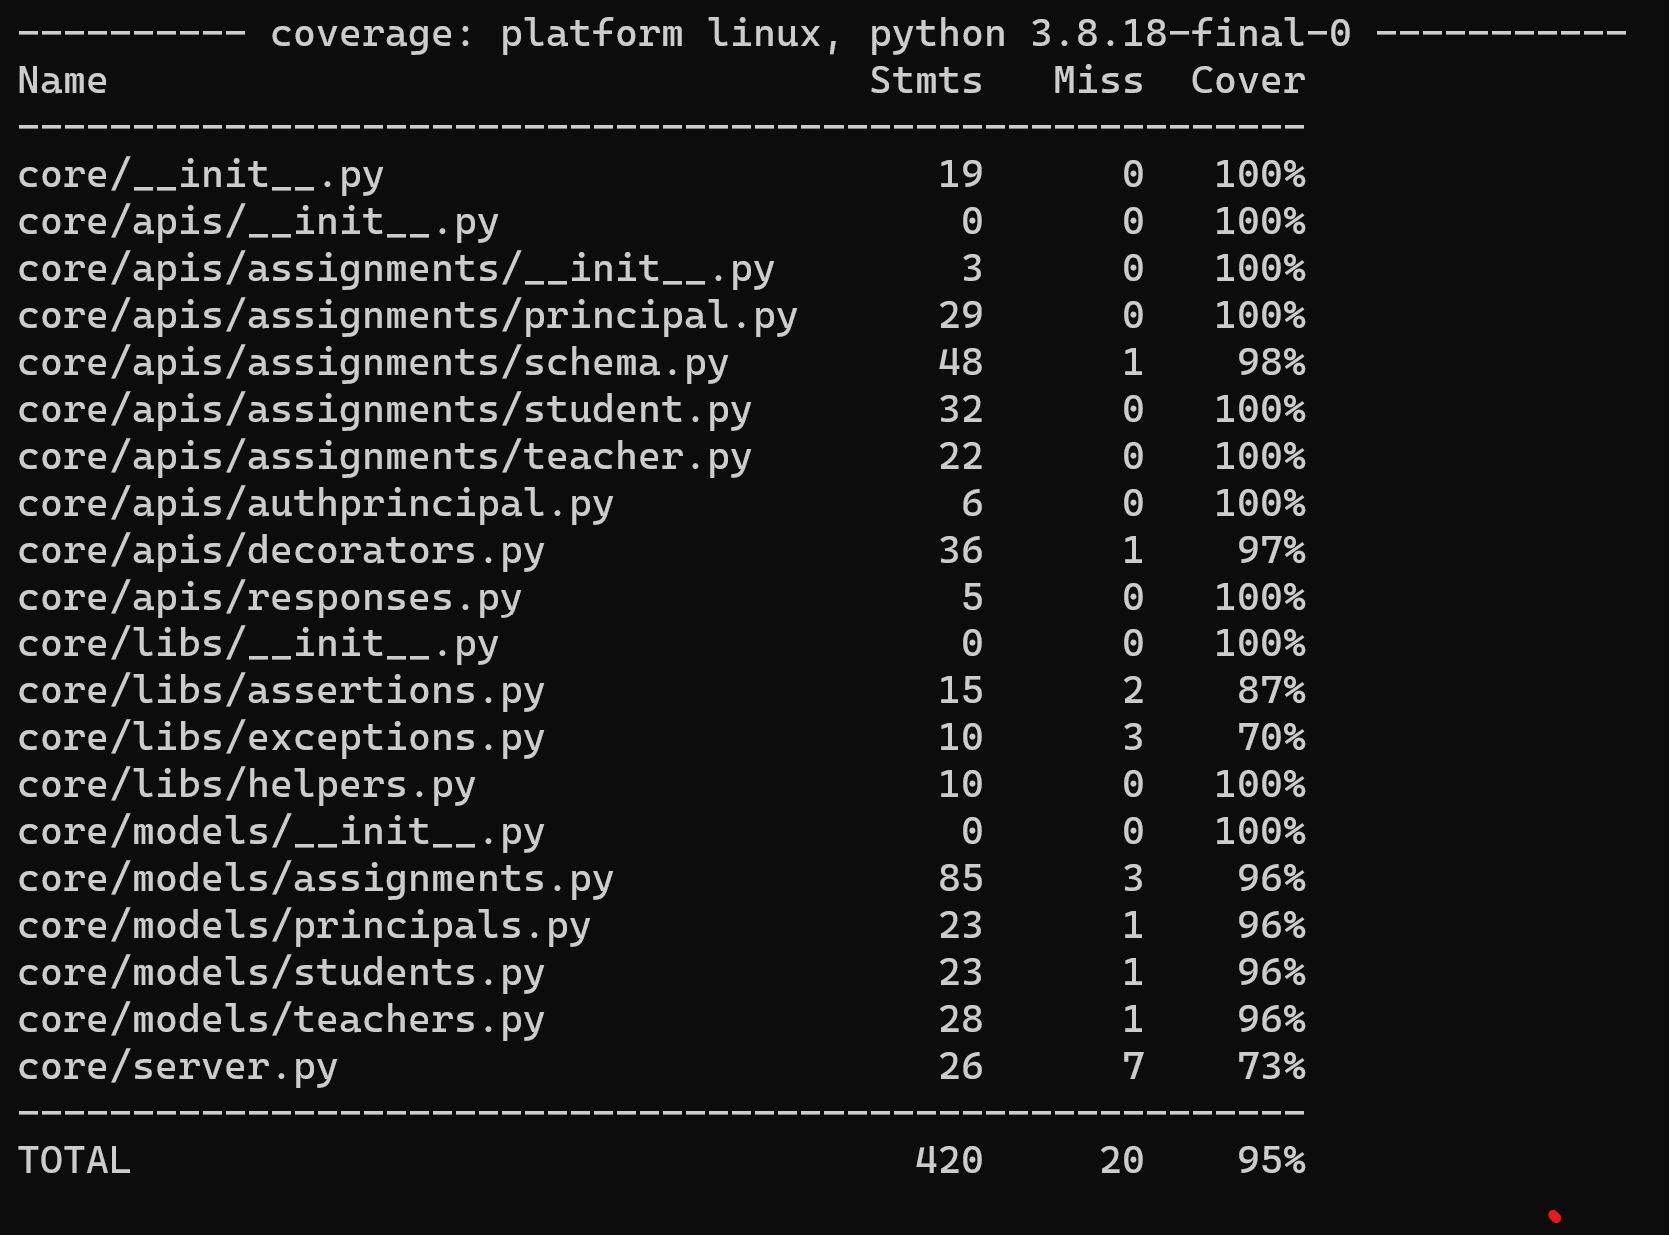 ---------- coverage: platform linux, python 3.8.18-final-0 -----------
Name                                     Stmts   Miss  Cover
--------------------------------------------------------
core/__init__.py                            19      0   100%
core/apis/__init__.py                        0      0   100%
core/apis/assignments/__init__.py            3      0   100%
core/apis/assignments/principal.py          29      0   100%
core/apis/assignments/schema.py             48      1    98%
core/apis/assignments/student.py            32      0   100%
core/apis/assignments/teacher.py            22      0   100%
core/apis/authprincipal.py                   6      0   100%
core/apis/decorators.py                     36      1    97%
core/apis/responses.py                       5      0   100%
core/libs/__init__.py                        0      0   100%
core/libs/assertions.py                     15      2    87%
core/libs/exceptions.py                     10      3    70%
core/libs/helpers.py                        10      0   100%
core/models/__init__.py                      0      0   100%
core/models/assignments.py                  85      3    96%
core/models/principals.py                   23      1    96%
core/models/students.py                     23      1    96%
core/models/teachers.py                     28      1    96%
core/server.py                              26      7    73%
--------------------------------------------------------
TOTAL                                      420     20    95%